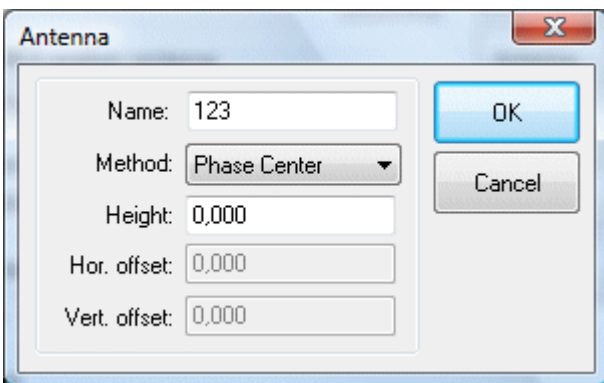 Antenna
Name: 123
OK
Method: Phase Center
Cancel
Height: 0,000
Hor. offset: 0,000
Vert. offset: 0,000